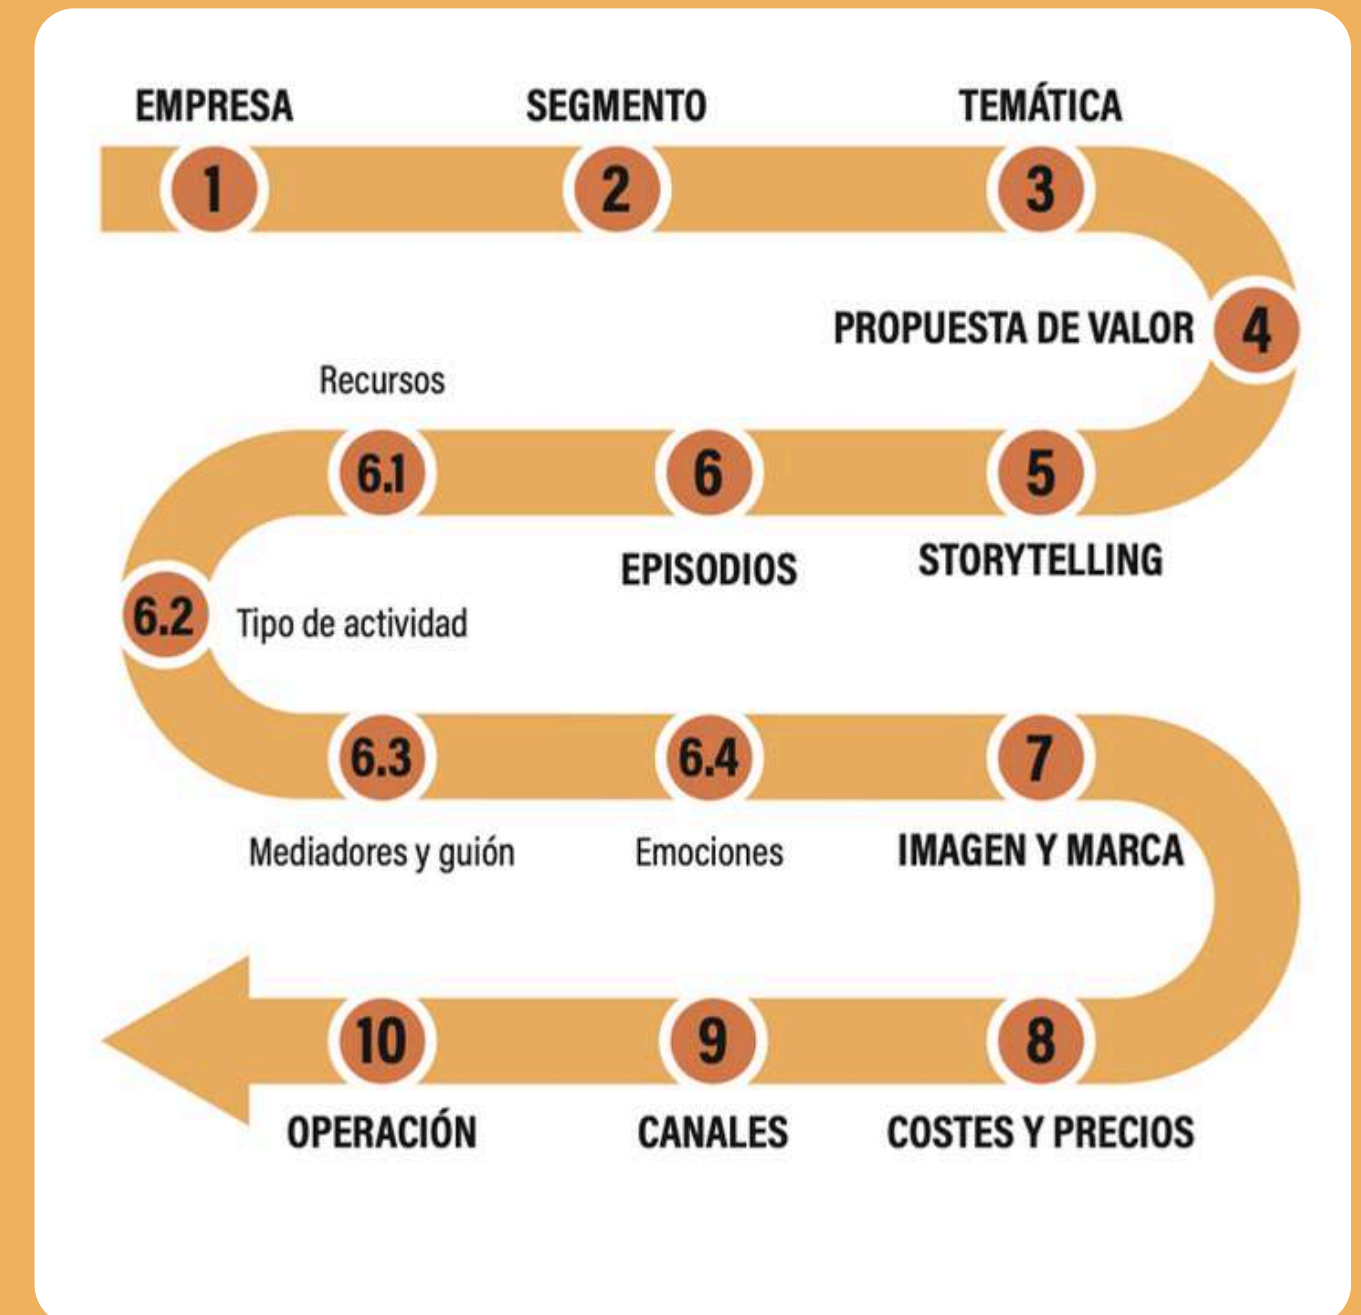 EMPRESA
1
SEGMENTO
2
TEMÁTICA
3
PROPUESTA DE VALOR
4
5
STORYTELLING
6
EPISODIOS
Recursos
6.1
6.2
Tipo de actividad
6.3
Mediadores y guión
6.4
Emociones
7
IMAGEN Y MARCA
8
COSTES Y PRECIOS
9
CANALES
10
OPERACIÓN